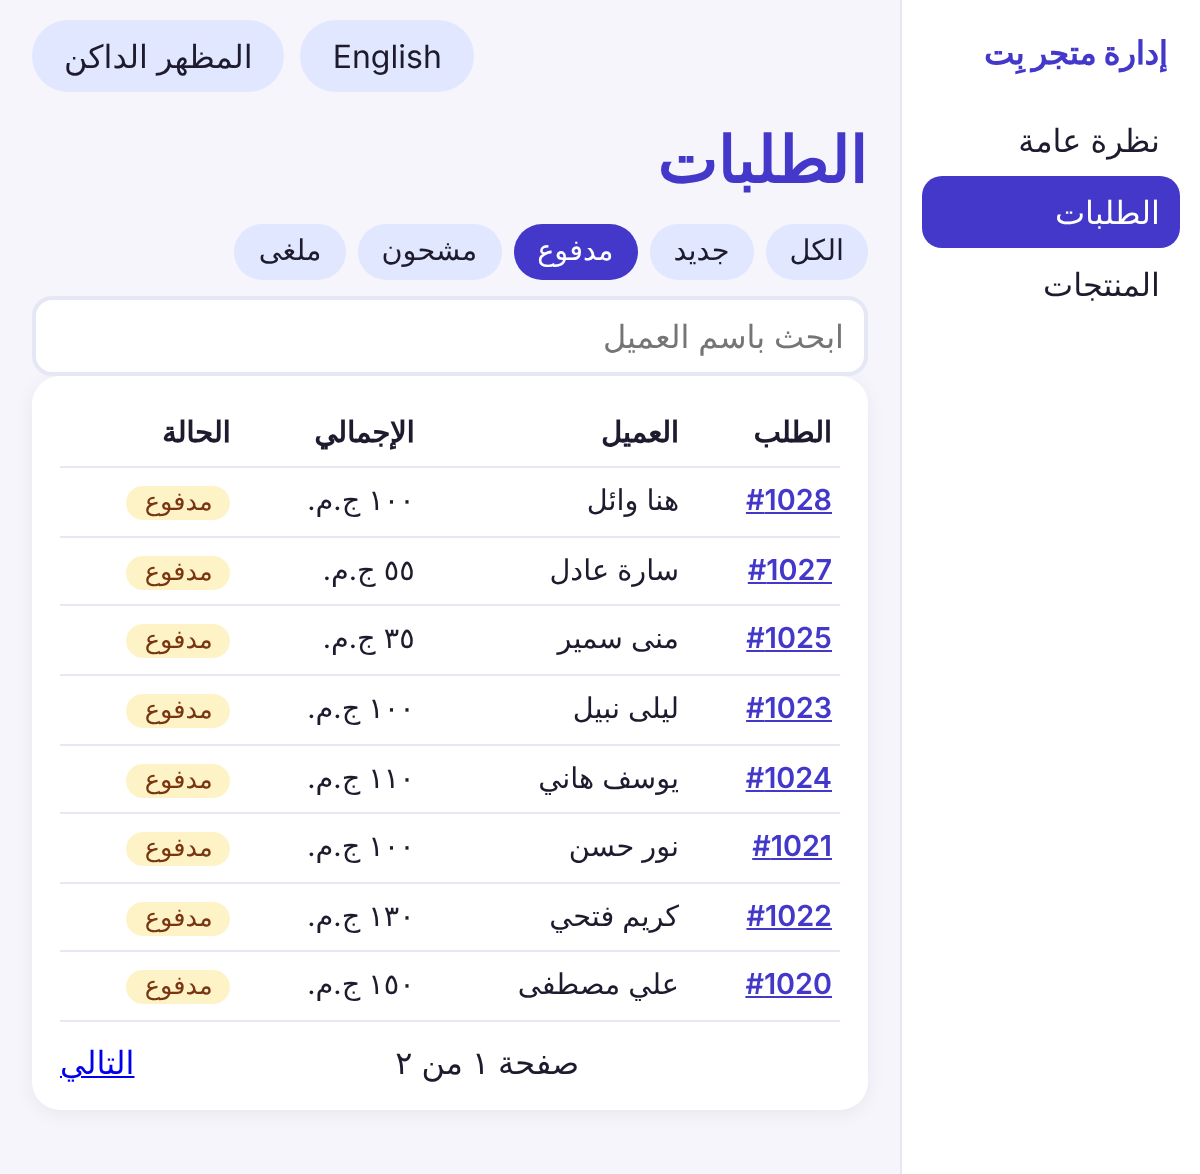 إدارة متجر بِت
نظرة عامة
الطلبات
المنتجات
English المظهر الداكن
الطلبات
الكل جديد مدفوع مشحون ملغى
ابحث باسم العميل
الطلب العميل الإجمالي الحالة
#1028 هنا وائل ١٠٠ ج.م. مدفوع
#1027 سارة عادل ٥٥ ج.م. مدفوع
#1025 منى سمير ٣٥ ج.م. مدفوع
#1023 ليلى نبيل ١٠٠ ج.م. مدفوع
#1024 يوسف هاني ١١٠ ج.م. مدفوع
#1021 نور حسن ١٠٠ ج.م. مدفوع
#1022 كريم فتحي ١٣٠ ج.م. مدفوع
#1020 علي مصطفى ١٥٠ ج.م. مدفوع
صفحة ١ من ٢ التالي